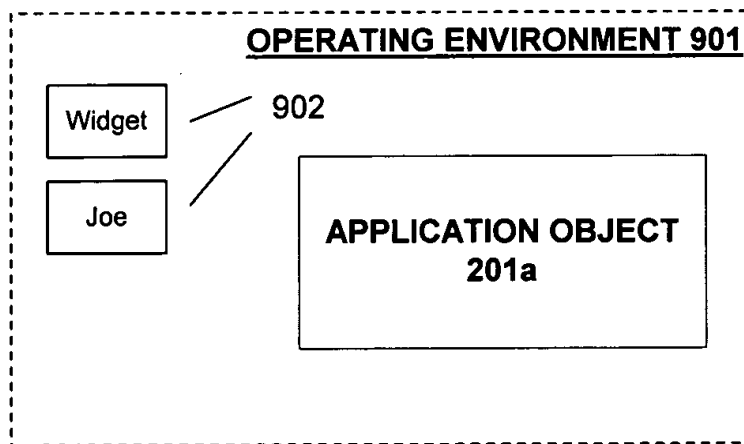 OPERATING ENVIRONMENT 901
Widget
902
Joe
APPLICATION OBJECT
201a